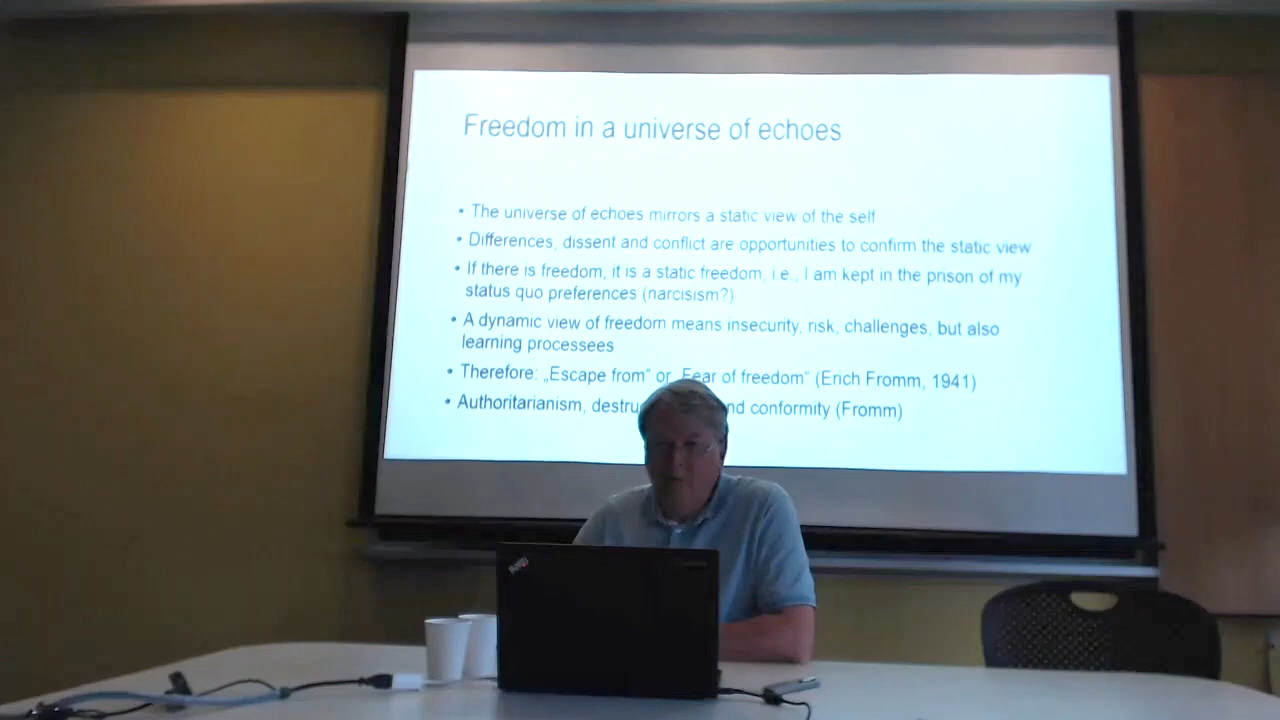 Freedom in a universe of echoes
• The universe of echoes mirrors a static view of the self
• Differences, dissent and conflict are opportunities to confirm the static view
• If there is freedom, it is a static freedom, i.e., I am kept in the prison of my
status quo preferences (narcisism?)
• A dynamic view of freedom means insecurity, risk, challenges, but also
learning processees
• Therefore: „Escape from“ or „Fear of freedom“ (Erich Fromm, 1941)
• Authoritarianism, and conformity (Fromm)